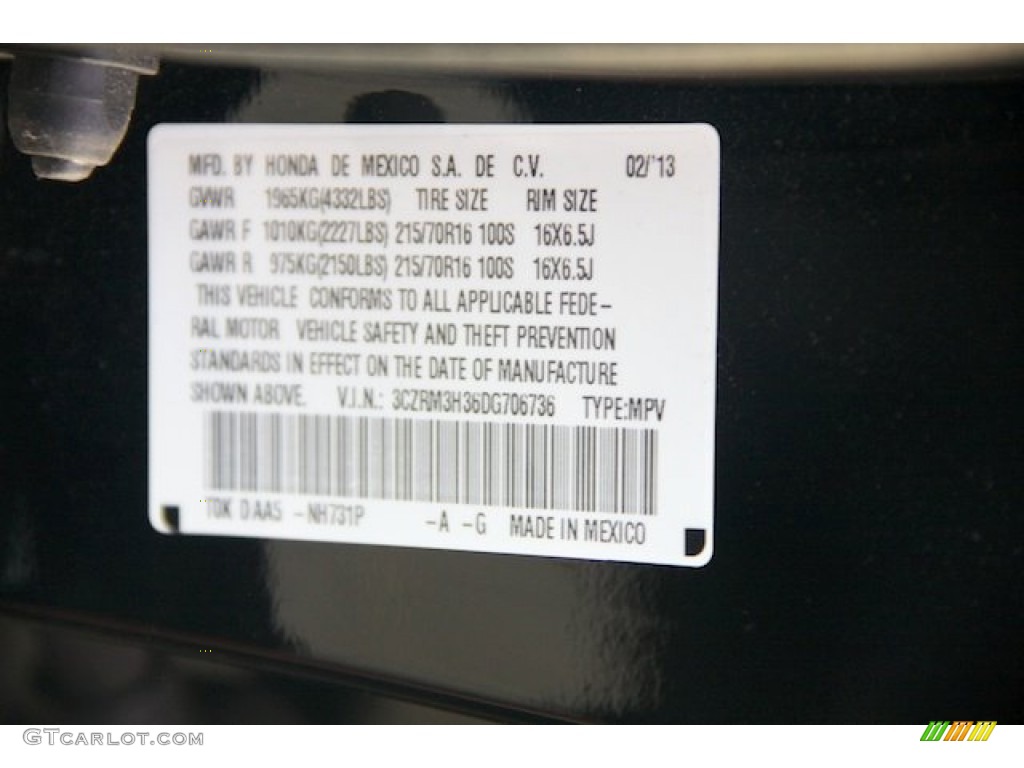 MFD. BY HONDA DE MEXICO S.A. DE C.V. 02/'13
GVWR 1965KG(4332LBS) TIRE SIZE RIM SIZE
GAWR F 1010KG(2227LBS) 215/70R16 100S 16X6.5J
GAWR R 975KG(2150LBS) 215/70R16 100S 16X6.5J
THIS VEHICLE CONFORMS TO ALL APPLICABLE FEDE-
RAL MOTOR VEHICLE SAFETY AND THEFT PREVENTION
STANDARDS IN EFFECT ON THE DATE OF MANUFACTURE
SHOWN ABOVE. V.I.N.: 3CZRM3H36DG706736 TYPE:MPV
T0K D AA5 -NH731P -A -G MADE IN MEXICO
GTCARLOT.COM